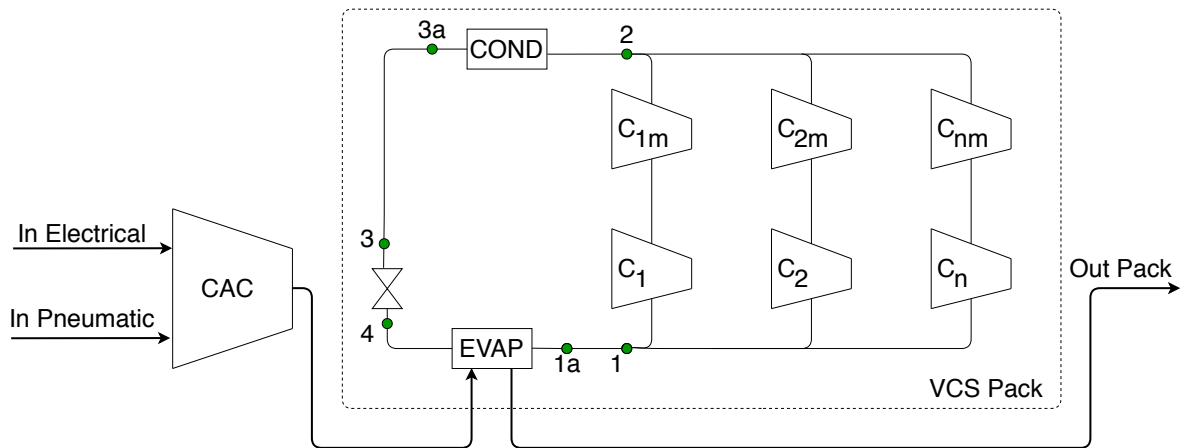 3a
COND
2
C1m
C2m
Cnm
In Electrical
CAC
In Pneumatic
3
4
C1
C2
Cn
Out Pack
EVAP
1a
1
VCS Pack